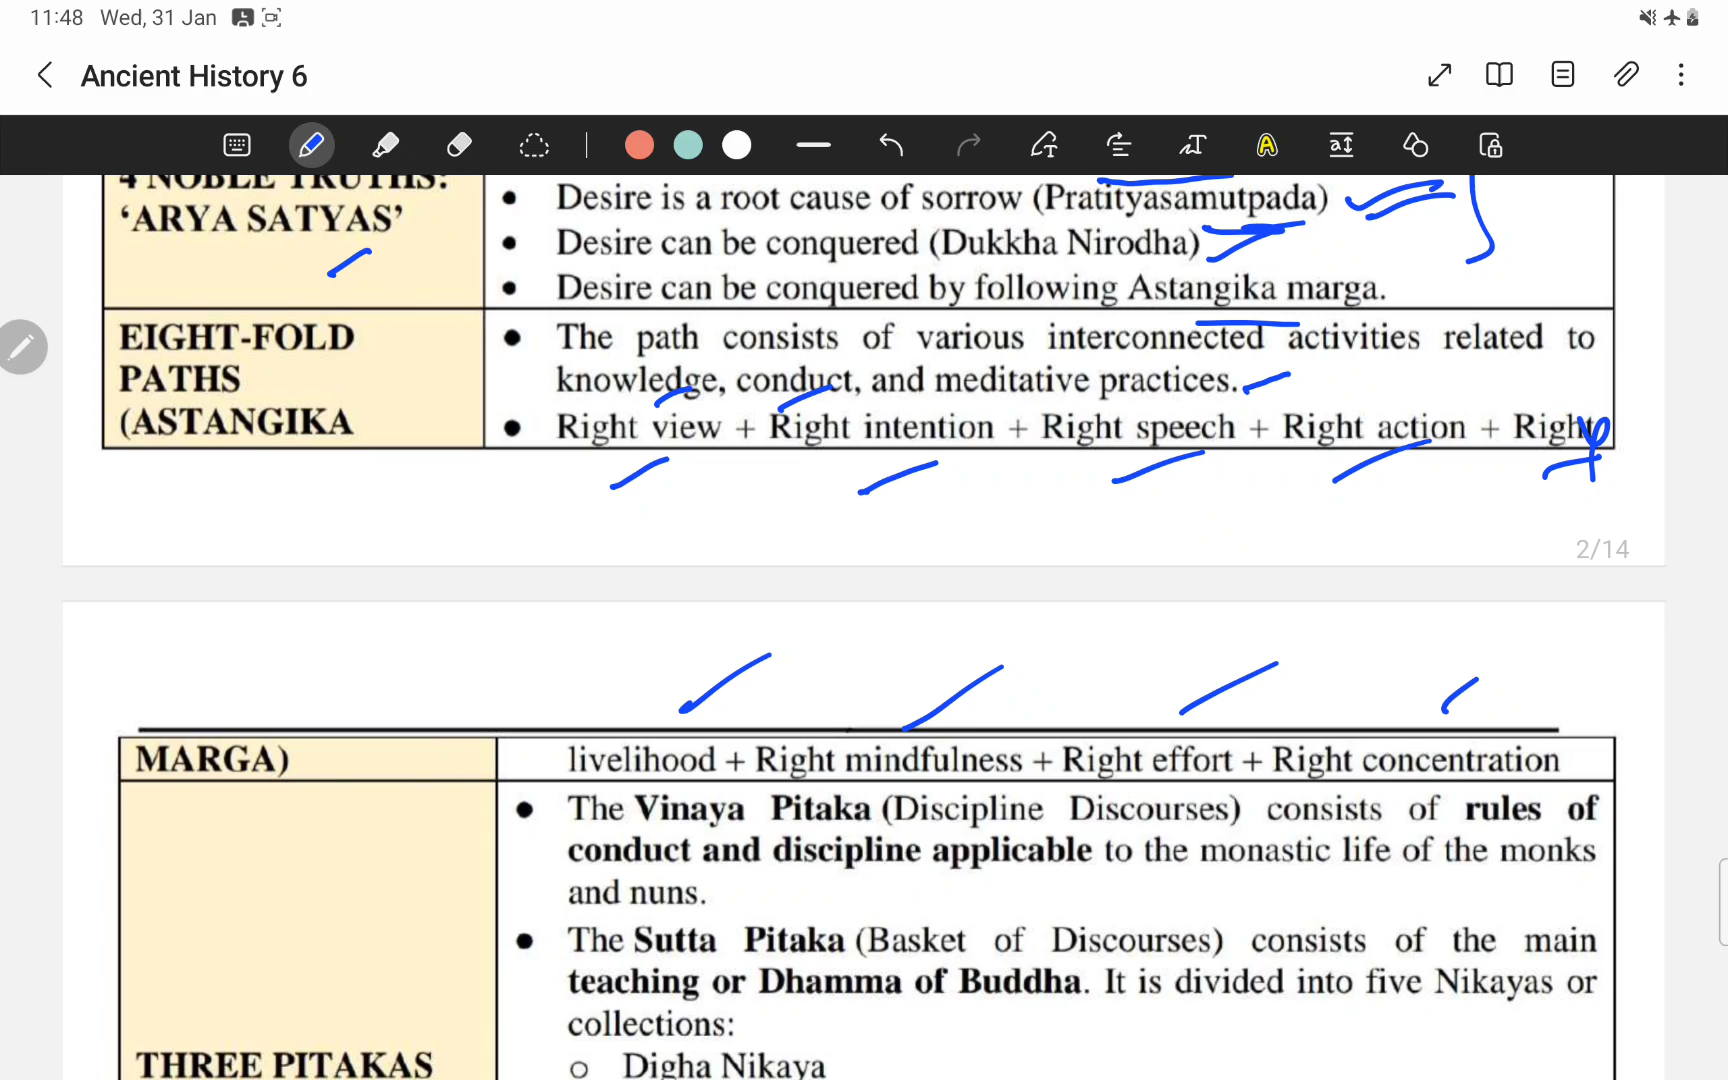 11:48 Wed, 31 Jan
Ancient History 6
4 NOBLE TRUTHS:
‘ARYA SATYAS’
• Desire is a root cause of sorrow (Pratityasamutpada)
• Desire can be conquered (Dukkha Nirodha)
• Desire can be conquered by following Astangika marga.
EIGHT-FOLD
PATHS
(ASTANGIKA
• The path consists of various interconnected activities related to
knowledge, conduct, and meditative practices.
• Right view + Right intention + Right speech + Right action + Right
2/14
MARGA)
livelihood + Right mindfulness + Right effort + Right concentration
• The Vinaya Pitaka (Discipline Discourses) consists of rules of
conduct and discipline applicable to the monastic life of the monks
and nuns.
• The Sutta Pitaka (Basket of Discourses) consists of the main
teaching or Dhamma of Buddha. It is divided into five Nikayas or
collections:
THREE PITAKAS
o Digha Nikaya